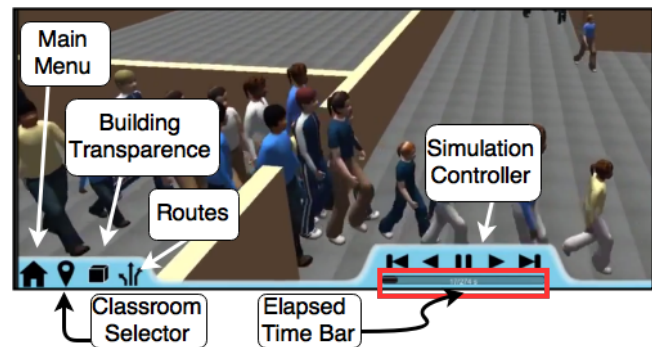 Main
Menu
Building
Transparence
Routes
Simulation
Controller
Classroom
Selector
Elapsed
Time Bar